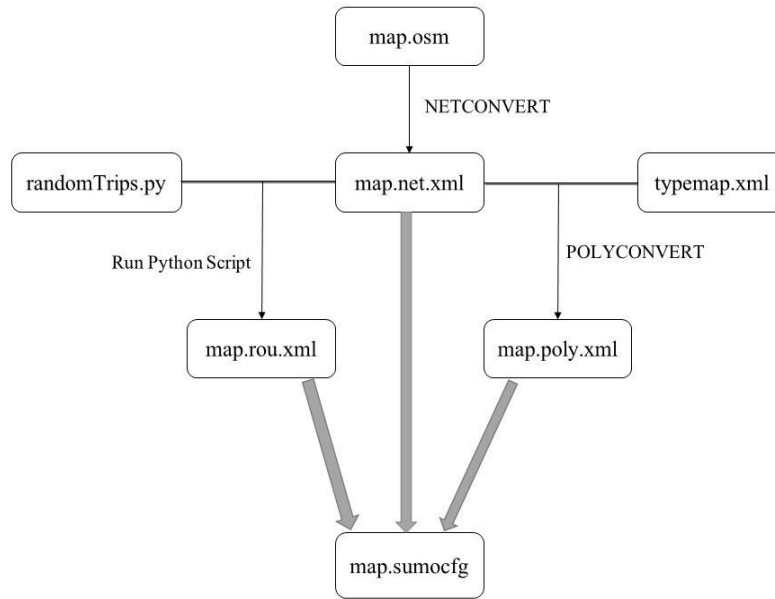 map.osm
NETCONVERT
randomTrips.py
map.net.xml
typemap.xml
Run Python Script
POLYCONVERT
map.rou.xml
map.poly.xml
map.sumocfg